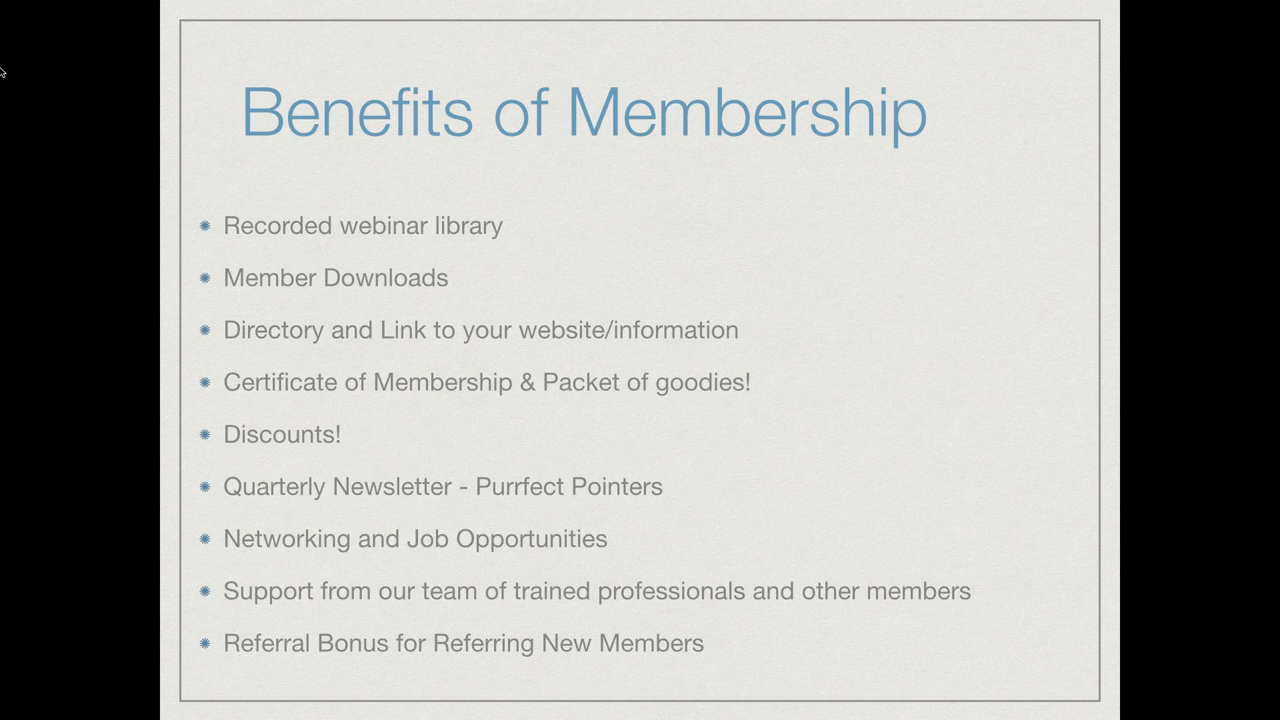 Benefits of Membership
Recorded webinar library
Member Downloads
Directory and Link to your website/information
Certificate of Membership & Packet of goodies!
Discounts!
Quarterly Newsletter - Purrfect Pointers
Networking and Job Opportunities
Support from our team of trained professionals and other members
Referral Bonus for Referring New Members